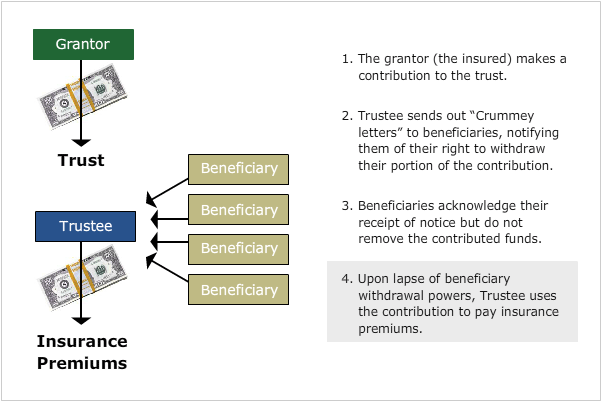 Grantor
Trust
Trustee
Insurance
Premiums
Beneficiary
Beneficiary
Beneficiary
Beneficiary
1. The grantor (the insured) makes a
contribution to the trust.
2. Trustee sends out “Crummey
letters” to beneficiaries, notifying
them of their right to withdraw
their portion of the contribution.
3. Beneficiaries acknowledge their
receipt of notice but do not
remove the contributed funds.
4. Upon lapse of beneficiary
withdrawal powers, Trustee uses
the contribution to pay insurance
premiums.